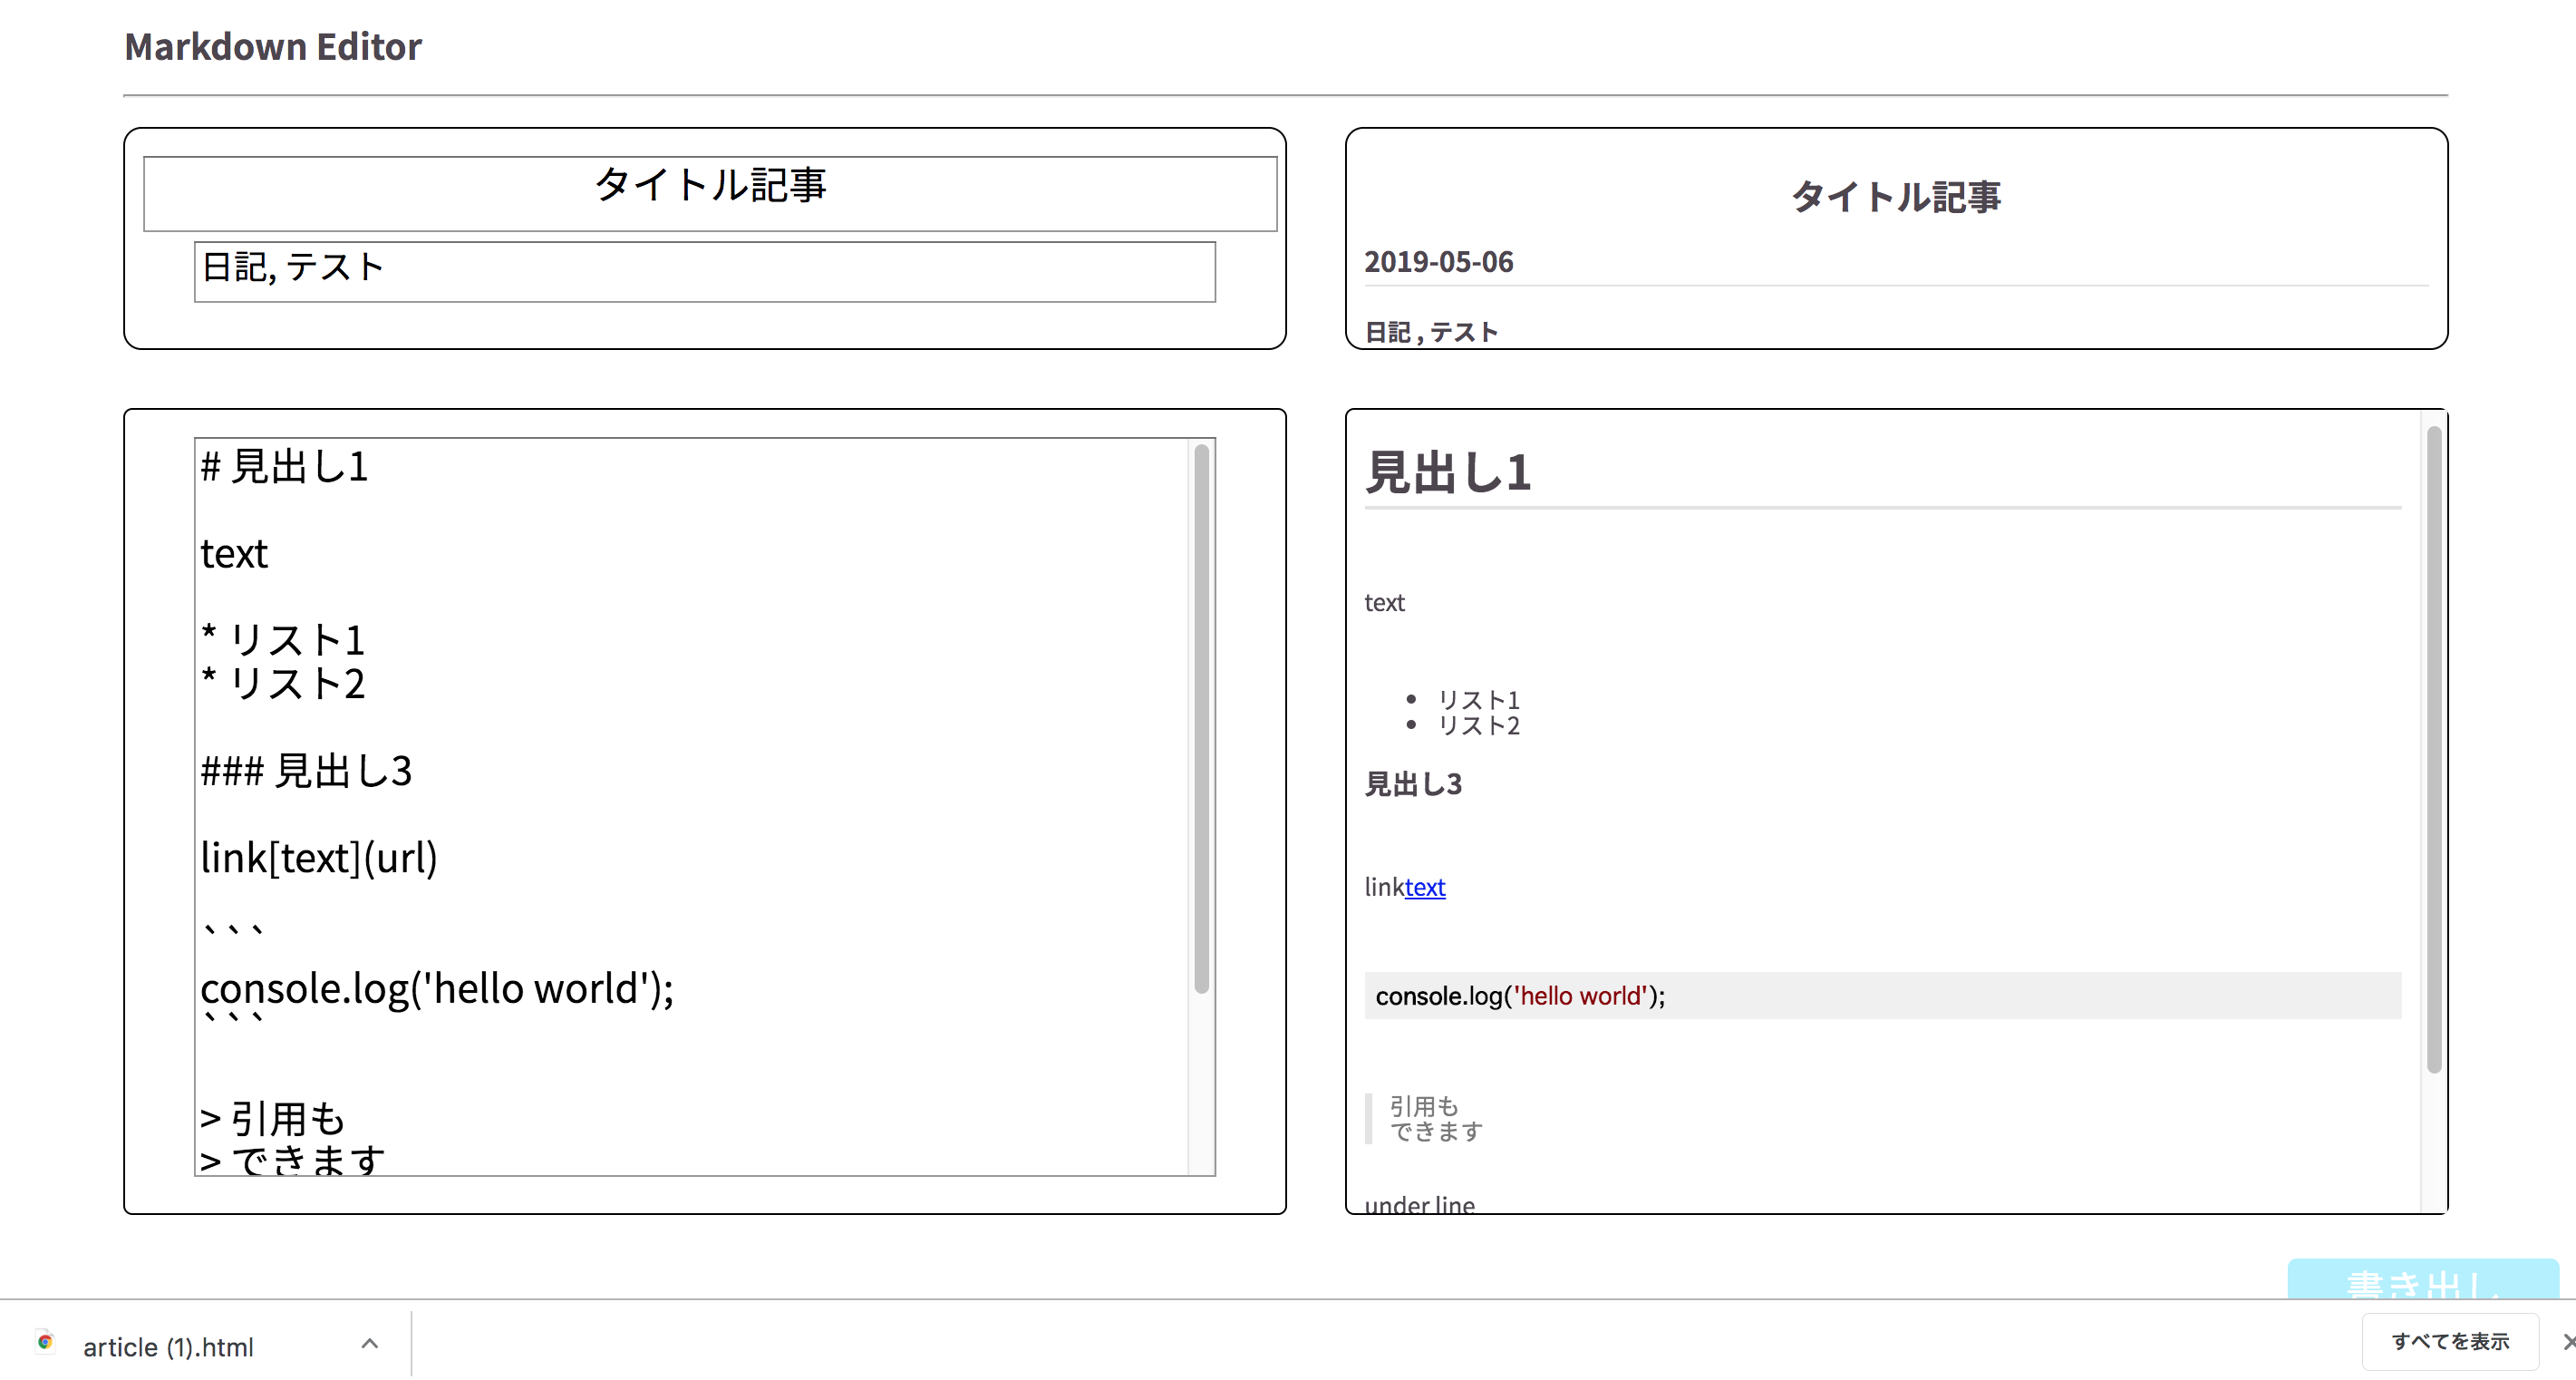 Markdown Editor
タイトル記事
日記, テスト
タイトル記事
2019-05-06
日記 , テスト
# 見出し1
text
* リスト1
* リスト2
### 見出し3
link[text](url)
```
console.log('hello world');
```
> 引用も
> できます
見出し1
text
• リスト1
• リスト2
見出し3
linktext
console.log('hello world');
引用も
できます
under line
書き出し
article (1).html
すべてを表示